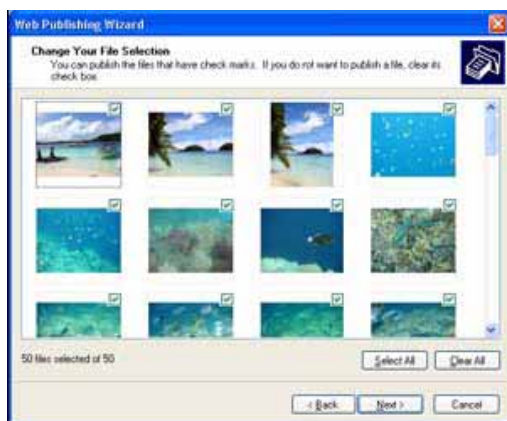 Web Publishing Wizard
Change Your File Selection
You can publish the files that have check marks. If you do not want to publish a file, clear its
check box.
50 files selected of 50
Select All
Clear All
< Back
Next >
Cancel